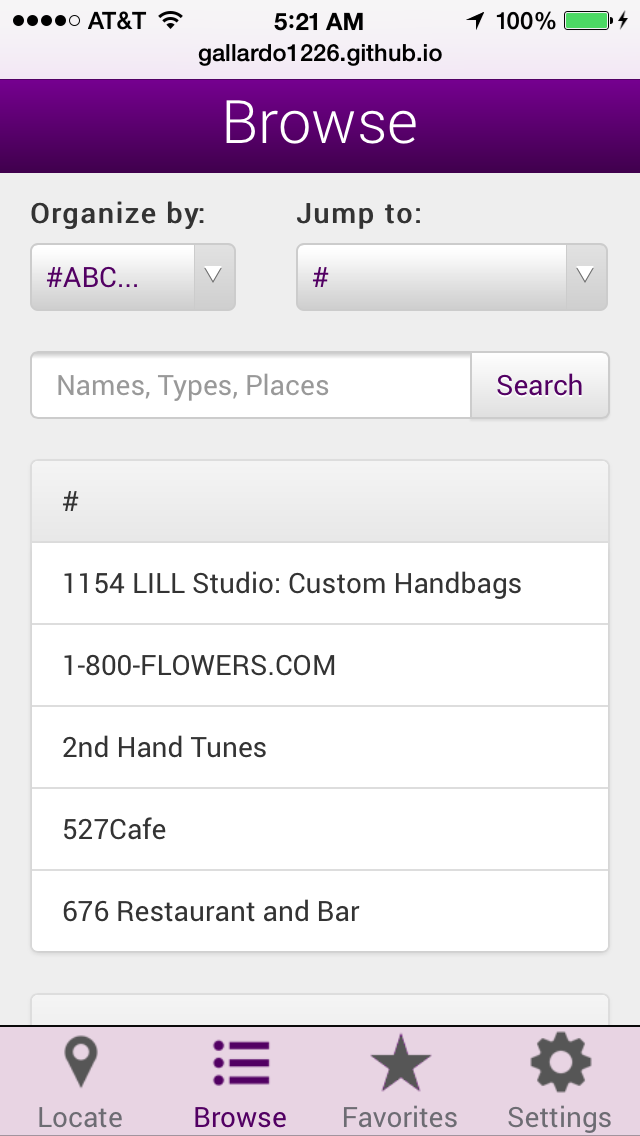 AT&T 5:21 AM 100%
gallardo1226.github.io
Browse
Organize by: Jump to:
#ABC... #
Names, Types, Places Search
#
1154 LILL Studio: Custom Handbags
1-800-FLOWERS.COM
2nd Hand Tunes
527Cafe
676 Restaurant and Bar
Locate Browse Favorites Settings